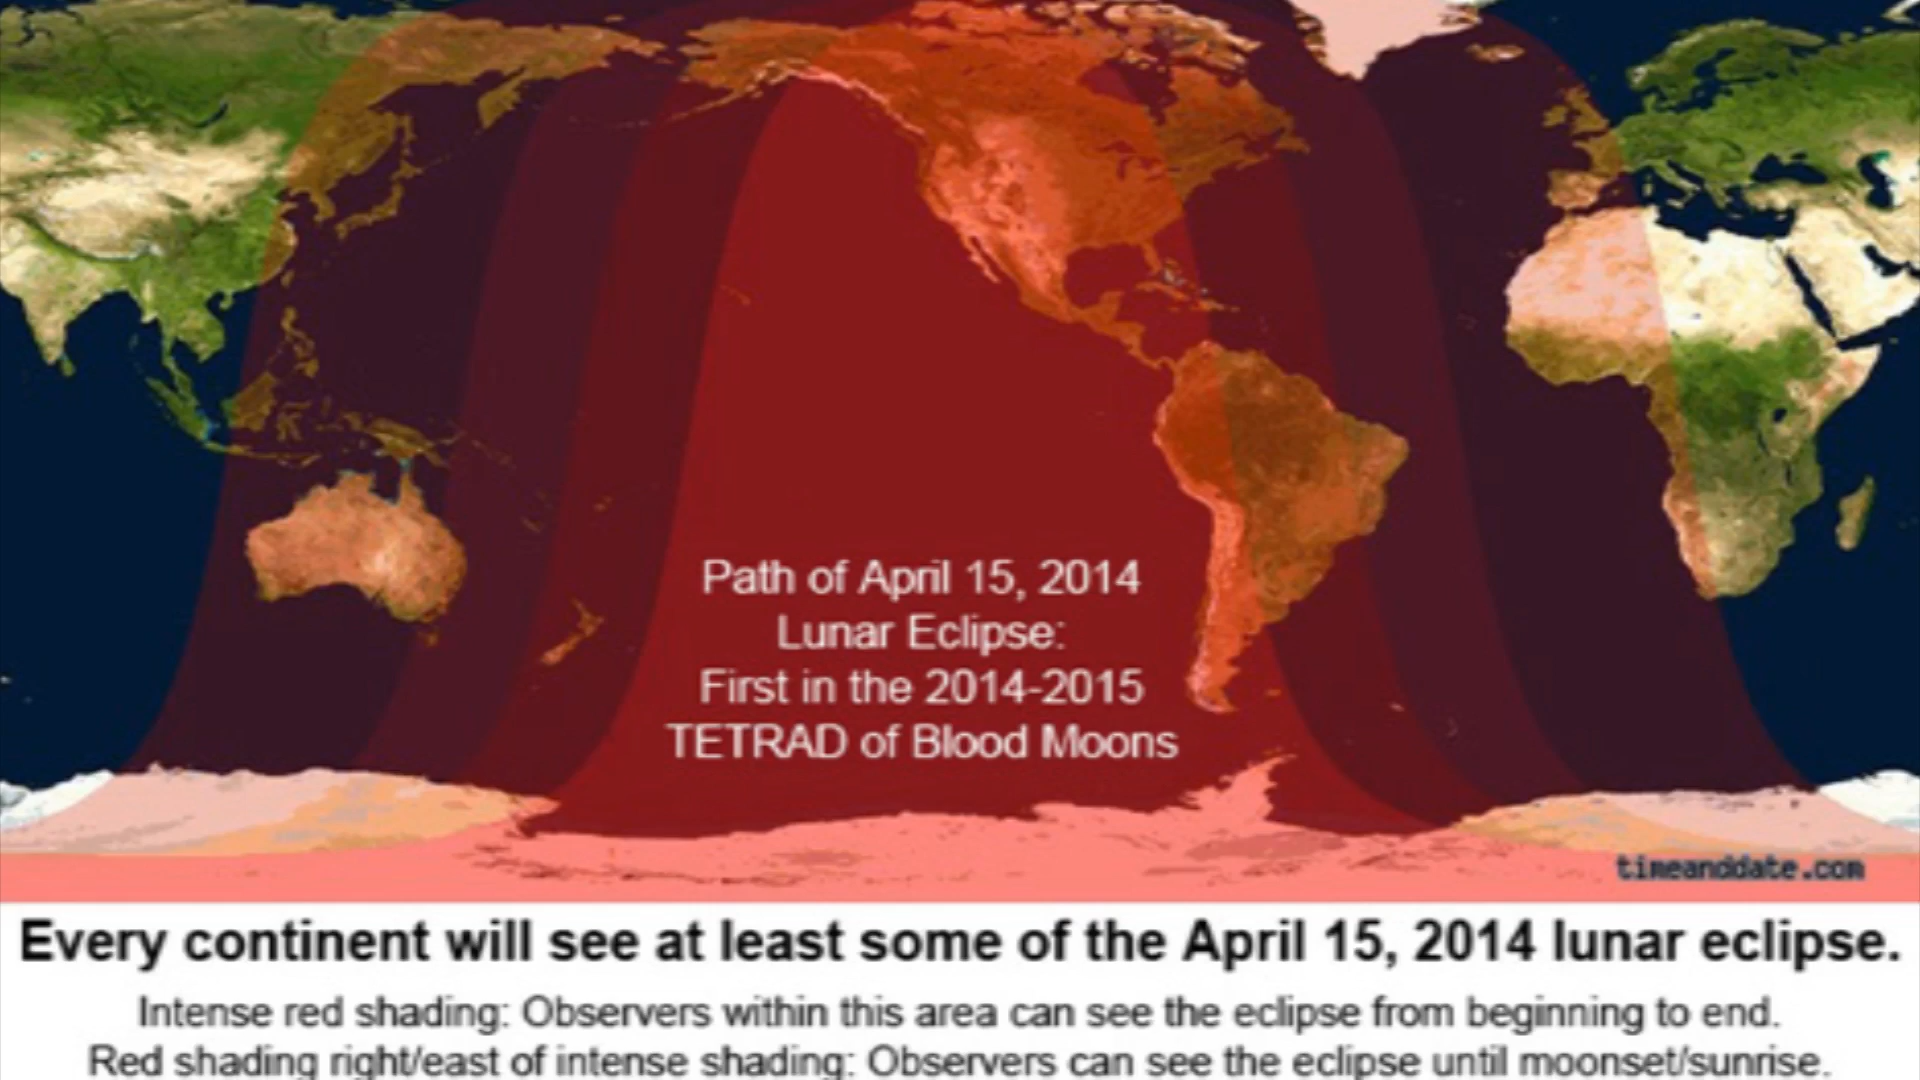 Path of April 15, 2014
Lunar Eclipse:
First in the 2014-2015
TETRAD of Blood Moons
timeanddate.com
Every continent will see at least some of the April 15, 2014 lunar eclipse.
Intense red shading: Observers within this area can see the eclipse from beginning to end.
Red shading right/east of intense shading: Observers can see the eclipse until moonset/sunrise.